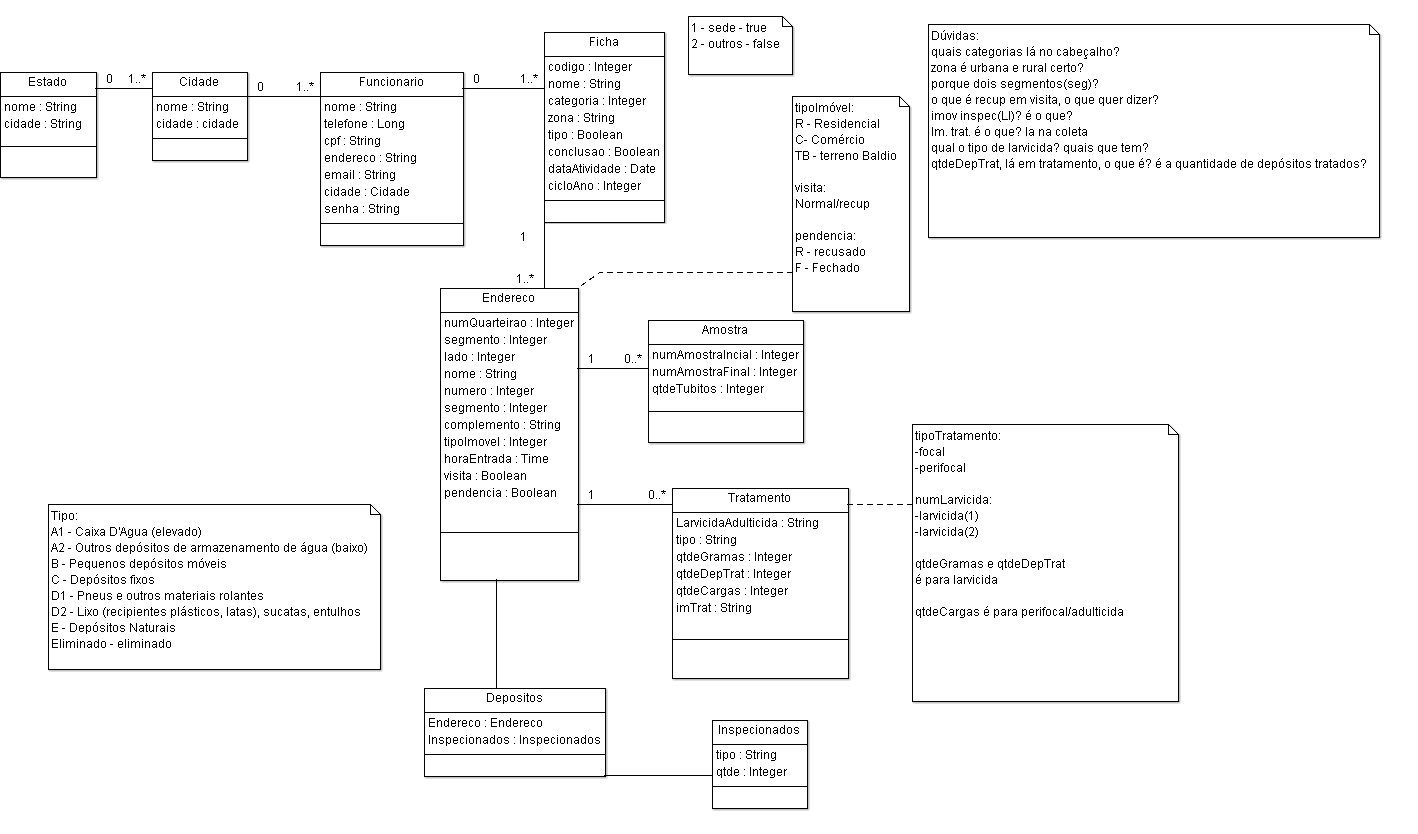 Estado
nome : String
cidade : String
0
1..*
Cidade
nome : String
cidade : cidade
0
1..*
Funcionario
nome : String
telefone : Long
cpf : String
endereco : String
email : String
cidade : Cidade
senha : String
0
1..*
Ficha
codigo : Integer
nome : String
categoria : Integer
zona : String
tipo : Boolean
conclusao : Boolean
dataAtividade : Date
cicloAno : Integer
1 - sede - true
2 - outros - false
Dúvidas:
quais categorias lá no cabeçalho?
zona é urbana e rural certo?
porque dois segmentos(seg)?
o que é recup em visita, o que quer dizer?
imov inspec(LI)? é o que?
Im. trat. é o que? la na coleta
qual o tipo de larvicida? quais que tem?
qtdeDepTrat, lá em tratamento, o que é? é a quantidade de depósitos tratados?
tipoImóvel:
R - Residencial
C- Comércio
TB - terreno Baldio
visita:
Normal/recup
pendencia:
R - recusado
F - Fechado
1
1..*
Endereco
numQuarteirao : Integer
segmento : Integer
lado : Integer
nome : String
numero : Integer
segmento : Integer
complemento : String
tipoImovel : Integer
horaEntrada : Time
visita : Boolean
pendencia : Boolean
1
0..*
Amostra
numAmostraIncial : Integer
numAmostraFinal : Integer
qtdeTubitos : Integer
1
0..*
Tratamento
LarvicidaAdulticida : String
tipo : String
qtdeGramas : Integer
qtdeDepTrat : Integer
qtdeCargas : Integer
imTrat : String
tipoTratamento:
-focal
-perifocal
numLarvicida:
-larvicida(1)
-larvicida(2)
qtdeGramas e qtdeDepTrat
é para larvicida
qtdeCargas é para perifocal/adulticida
Tipo:
A1 - Caixa D'Agua (elevado)
A2 - Outros depósitos de armazenamento de água (baixo)
B - Pequenos depósitos móveis
C - Depósitos fixos
D1 - Pneus e outros materiais rolantes
D2 - Lixo (recipientes plásticos, latas), sucatas, entulhos
E - Depósitos Naturais
Eliminado - eliminado
Depositos
Endereco : Endereco
Inspecionados : Inspecionados
Inspecionados
tipo : String
qtde : Integer